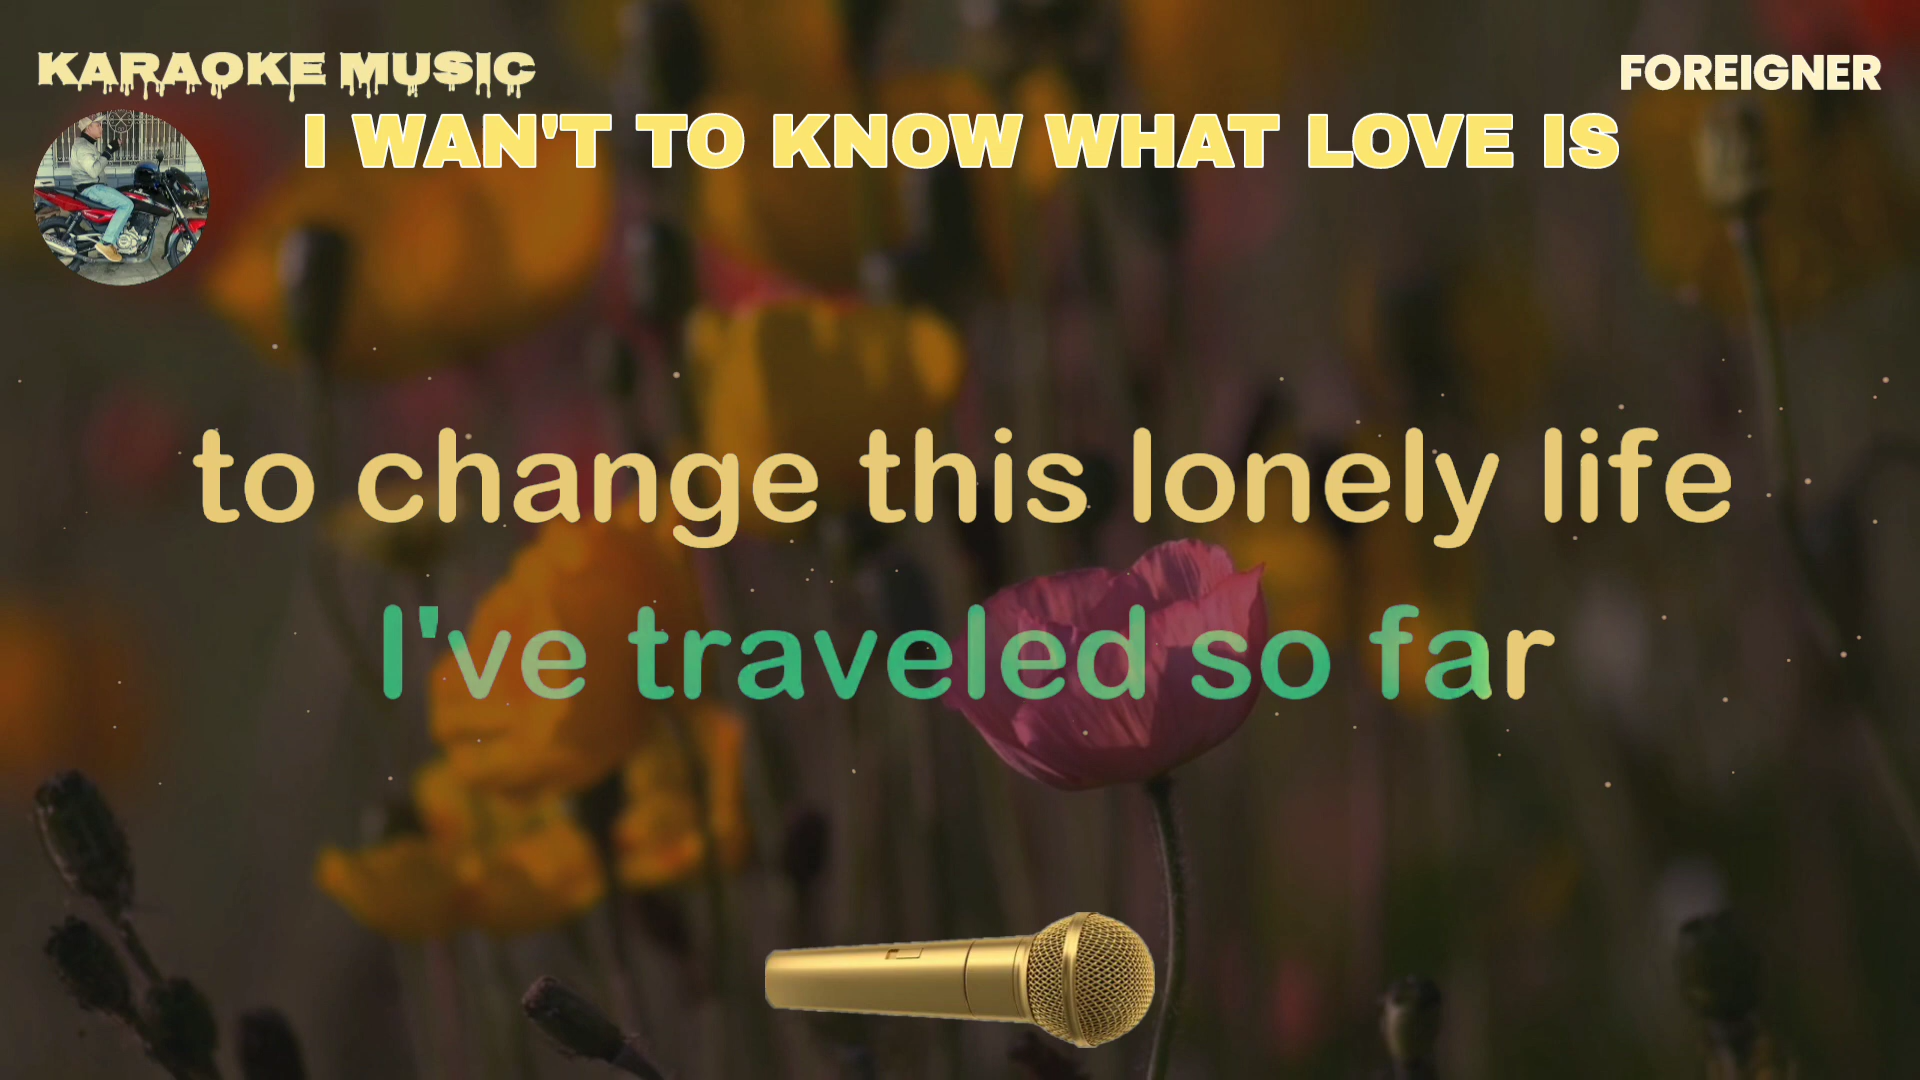 KARAOKE MUSIC
FOREIGNER
I WAN'T TO KNOW WHAT LOVE IS
to change this lonely life
I've traveled so far